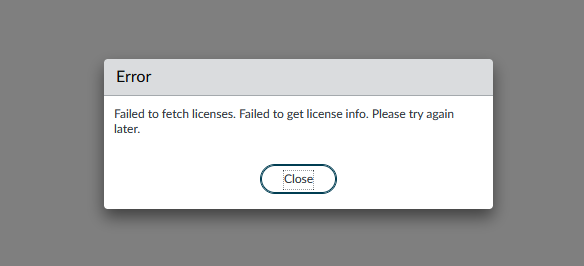 Error
Failed to fetch licenses. Failed to get license info. Please try again
later.
Close